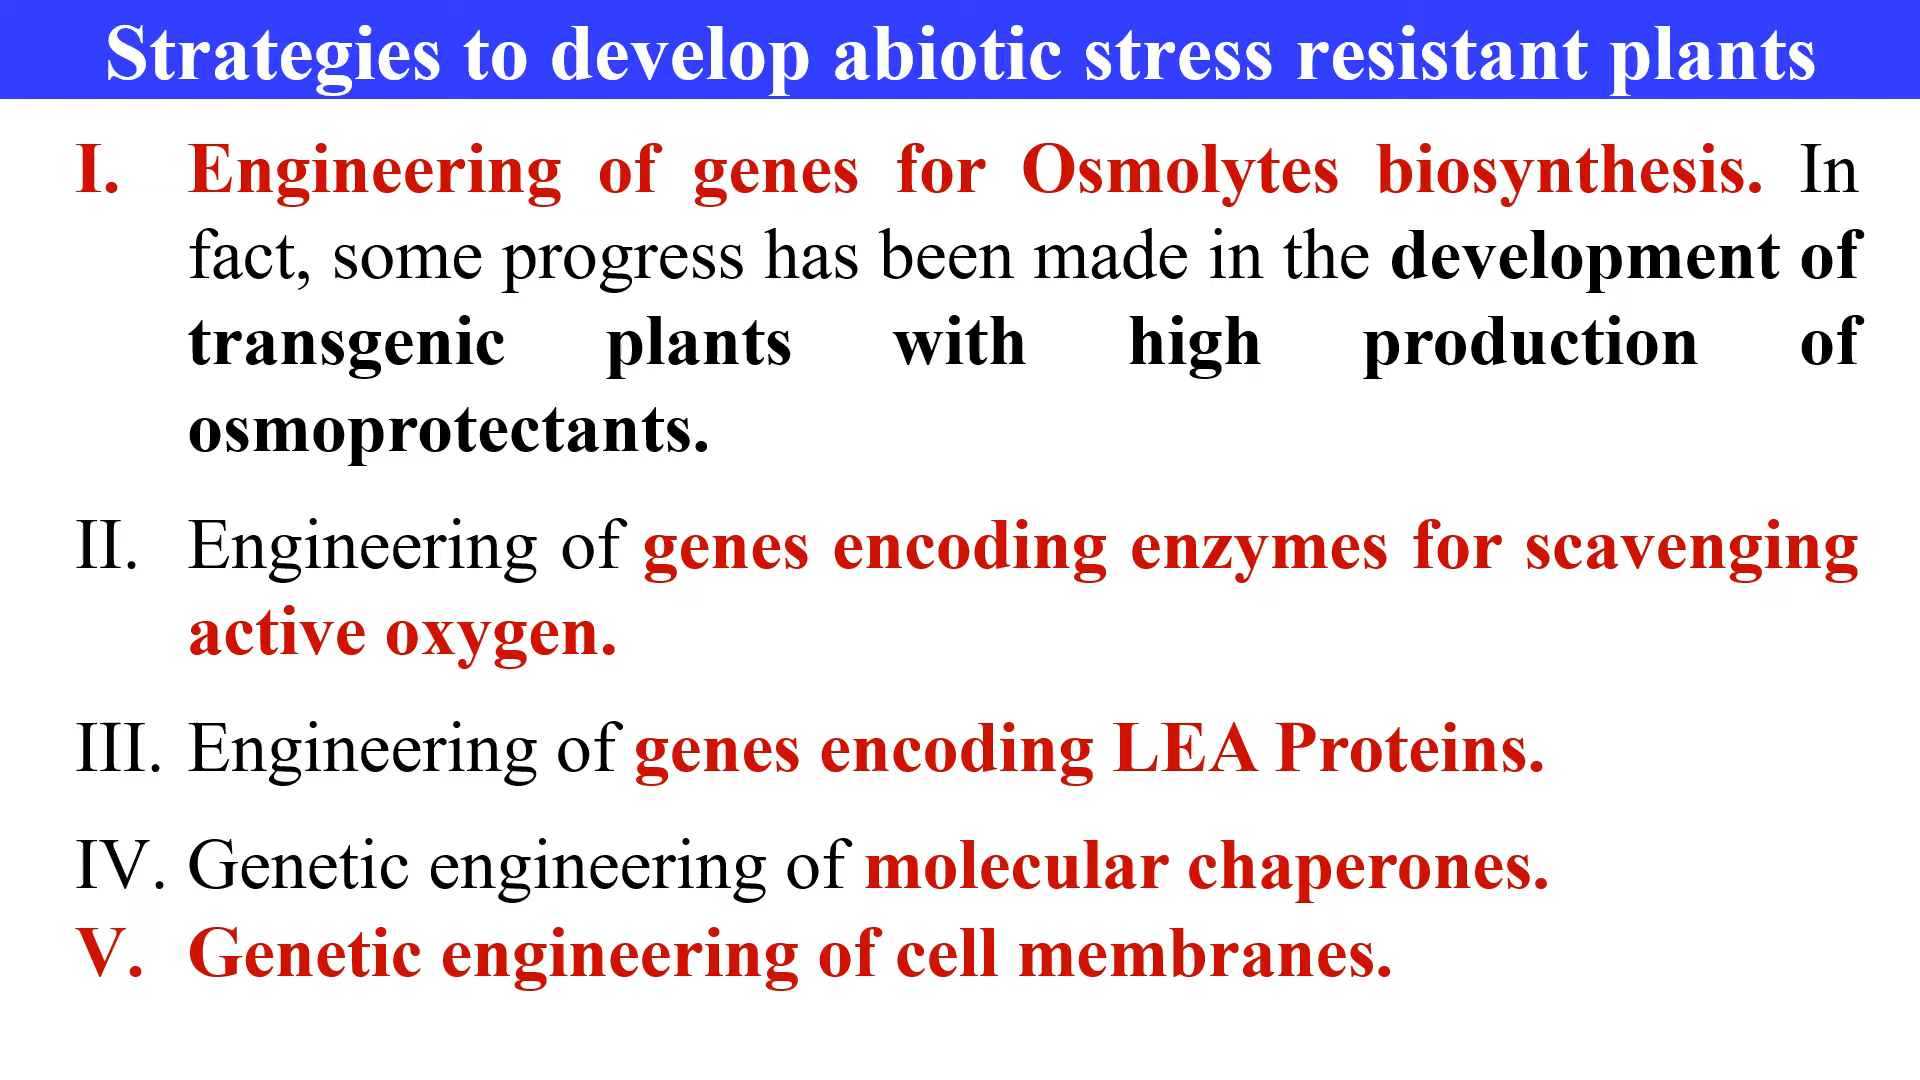 Strategies to develop abiotic stress resistant plants
I. Engineering of genes for Osmolytes biosynthesis. In
fact, some progress has been made in the development of
transgenic plants with high production of
osmoprotectants.
II. Engineering of genes encoding enzymes for scavenging
active oxygen.
III. Engineering of genes encoding LEA Proteins.
IV. Genetic engineering of molecular chaperones.
V. Genetic engineering of cell membranes.